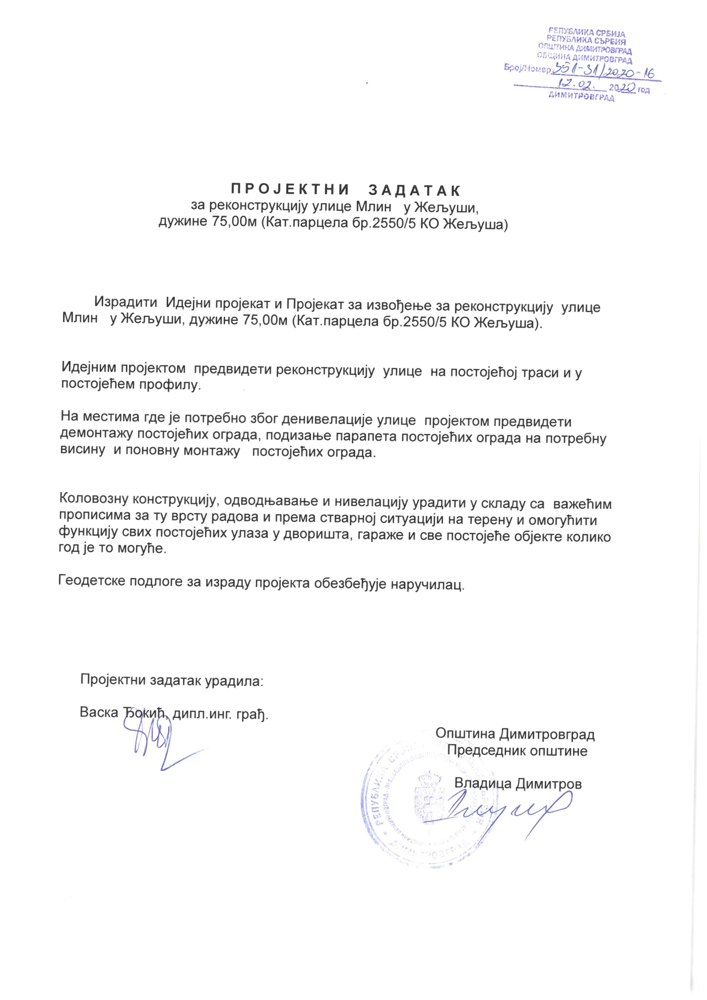 РЕПУБЛИКА СРБИЈА
РЕПУБЛИКА СЪРБИЯ
ОПШТИНА ДИМИТРОВГРАД
ОБЩИНА ДИМИТРОВГРАД
Број/Номер 351-31/2020-16
12.02. 2020 год
ДИМИТРОВГРАД
ПРОЈЕКТНИ ЗАДАТАК
за реконструкцију улице Млин у Жељуши,
дужине 75,00м (Кат.парцела бр.2550/5 КО Жељуша)
Израдити Идејни пројекат и Пројекат за извођење за реконструкцију улице
Млин у Жељуши, дужине 75,00м (Кат.парцела бр.2550/5 КО Жељуша).
Идејним пројектом предвидети реконструкцију улице на постојећој траси и у
постојећем профилу.
На местима где је потребно због денивелације улице пројектом предвидети
демонтажу постојећих ограда, подизање парапета постојећих ограда на потребну
висину и поновну монтажу постојећих ограда.
Коловозну конструкцију, одводњавање и нивелацију урадити у складу са важећим
прописима за ту врсту радова и према стварној ситуацији на терену и омогућити
функцију свих постојећих улаза у дворишта, гараже и све постојеће објекте колико
год је то могуће.
Геодетске подлоге за израду пројекта обезбеђује наручилац.
Пројектни задатак урадила:
Васка Ђокић, дипл.инг. грађ.
Општина Димитровград
Председник општине
Владица Димитров
РЕПУБЛИКА СРБИЈА
ДИМИТРОВГРАД